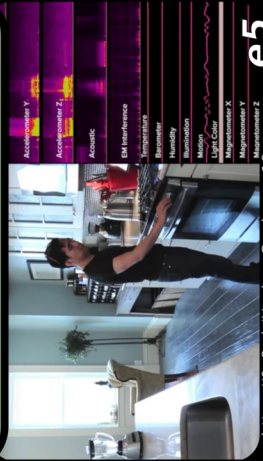 Accelerometer Y
Accelerometer Z
Acoustic
EM Interference
Temperature
Barometer
Humidity
Illumination
Motion
Light Color
Magnetometer X
Magnetometer Y
Magnetometer Z
e5